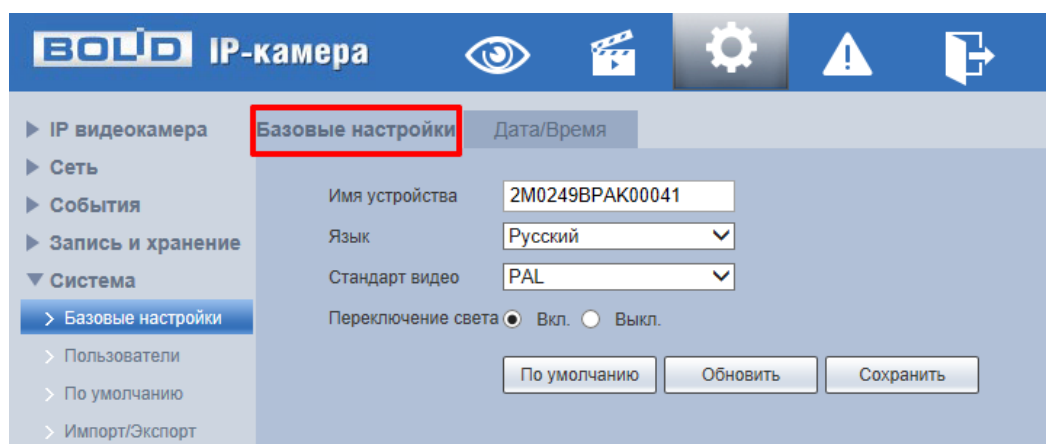 BOLID IP-камера
IP видеокамера
Сеть
События
Запись и хранение
Система
Базовые настройки
Пользователи
По умолчанию
Импорт/Экспорт
Базовые настройки Дата/Время
Имя устройства 2M0249BPAK00041
Язык Русский
Стандарт видео PAL
Переключение света Вкл. Выкл.
По умолчанию Обновить Сохранить